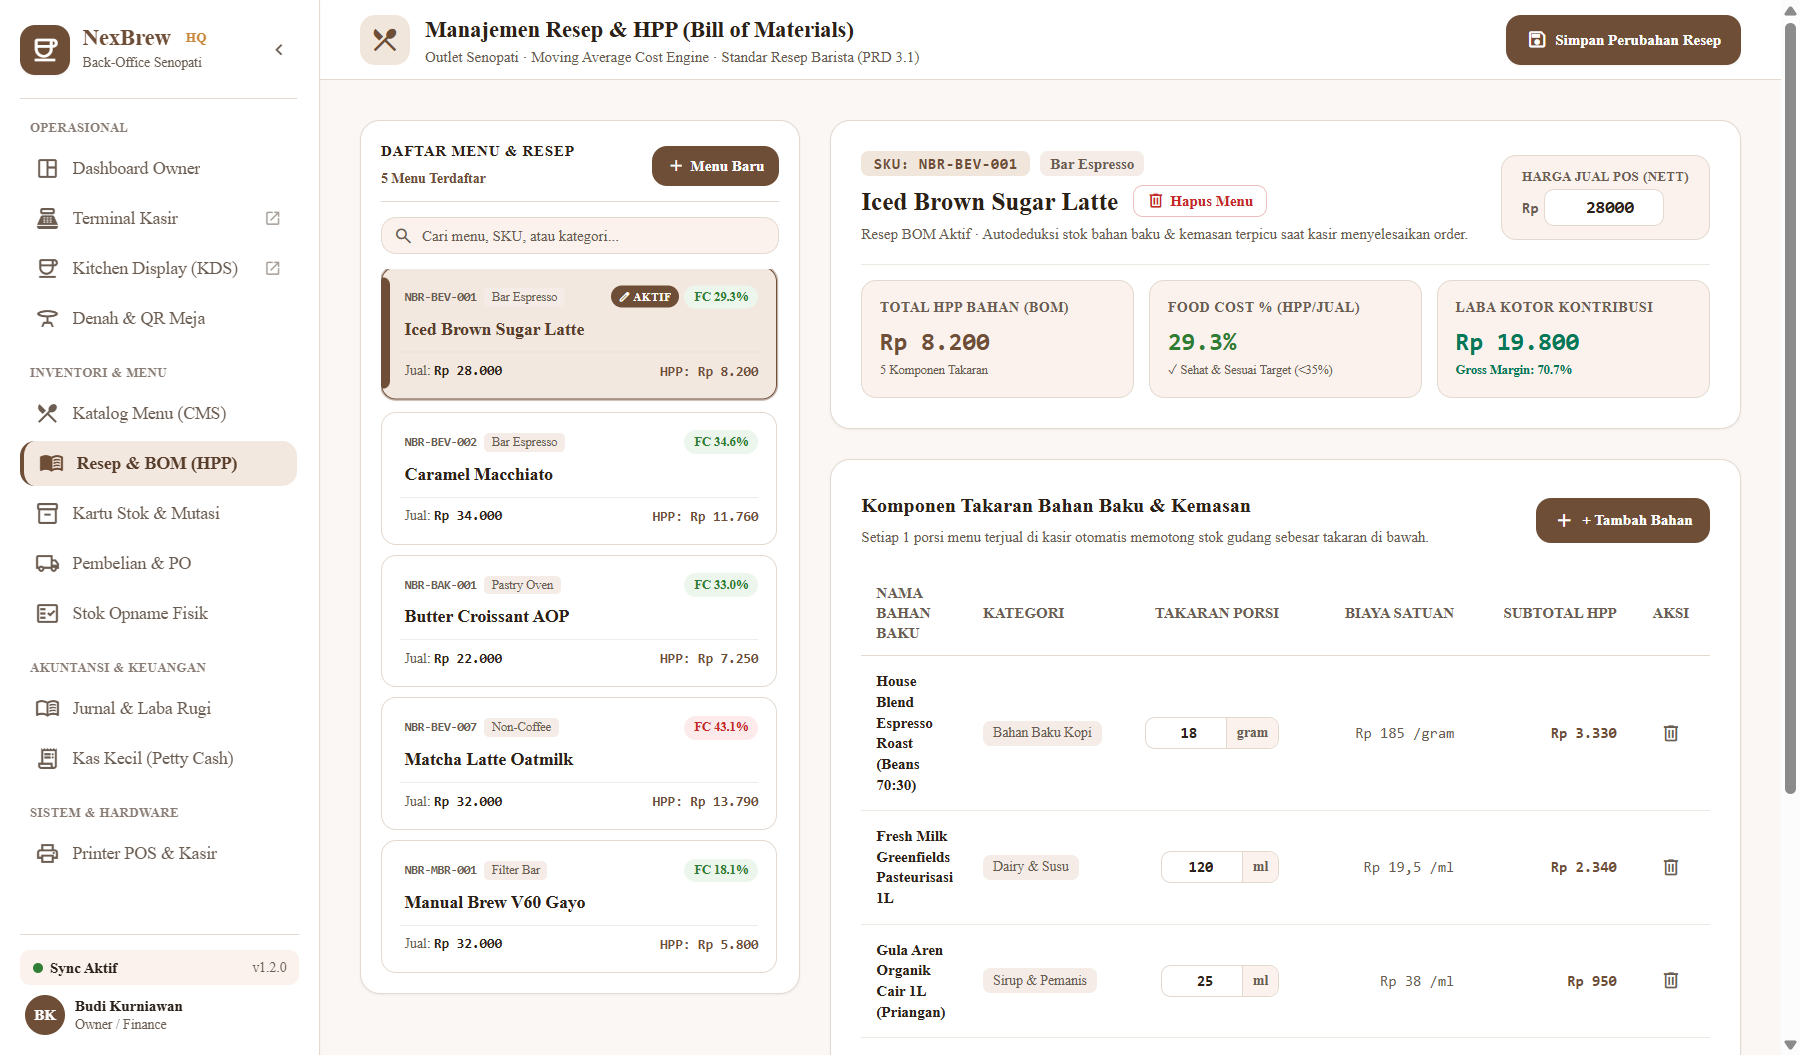 NexBrew HQ
Back-Office Senopati
OPERASIONAL
Dashboard Owner
Terminal Kasir
Kitchen Display (KDS)
Denah & QR Meja
INVENTORI & MENU
Katalog Menu (CMS)
Resep & BOM (HPP)
Kartu Stok & Mutasi
Pembelian & PO
Stok Opname Fisik
AKUNTANSI & KEUANGAN
Jurnal & Laba Rugi
Kas Kecil (Petty Cash)
SISTEM & HARDWARE
Printer POS & Kasir
Sync Aktif v1.2.0
BK
Budi Kurniawan
Owner / Finance
Manajemen Resep & HPP (Bill of Materials)
Outlet Senopati · Moving Average Cost Engine · Standar Resep Barista (PRD 3.1)
Simpan Perubahan Resep
DAFTAR MENU & RESEP
5 Menu Terdaftar
+ Menu Baru
Cari menu, SKU, atau kategori...
NBR-BEV-001 Bar Espresso AKTIF FC 29.3%
Iced Brown Sugar Latte
Jual: Rp 28.000 HPP: Rp 8.200
NBR-BEV-002 Bar Espresso FC 34.6%
Caramel Macchiato
Jual: Rp 34.000 HPP: Rp 11.760
NBR-BAK-001 Pastry Oven FC 33.0%
Butter Croissant AOP
Jual: Rp 22.000 HPP: Rp 7.250
NBR-BEV-007 Non-Coffee FC 43.1%
Matcha Latte Oatmilk
Jual: Rp 32.000 HPP: Rp 13.790
NBR-MBR-001 Filter Bar FC 18.1%
Manual Brew V60 Gayo
Jual: Rp 32.000 HPP: Rp 5.800
SKU: NBR-BEV-001 Bar Espresso
Iced Brown Sugar Latte Hapus Menu
Resep BOM Aktif · Autodeduksi stok bahan baku & kemasan terpicu saat kasir menyelesaikan order.
HARGA JUAL POS (NETT)
Rp 28000
TOTAL HPP BAHAN (BOM)
Rp 8.200
5 Komponen Takaran
FOOD COST % (HPP/JUAL)
29.3%
✓ Sehat & Sesuai Target (<35%)
LABA KOTOR KONTRIBUSI
Rp 19.800
Gross Margin: 70.7%
Komponen Takaran Bahan Baku & Kemasan
Setiap 1 porsi menu terjual di kasir otomatis memotong stok gudang sebesar takaran di bawah.
+ + Tambah Bahan
NAMA
BAHAN
BAKU
KATEGORI TAKARAN PORSI BIAYA SATUAN SUBTOTAL HPP AKSI
House
Blend
Espresso
Roast
(Beans
70:30)
Bahan Baku Kopi 18 gram Rp 185 /gram Rp 3.330
Fresh Milk
Greenfields
Pasteurisasi
1L
Dairy & Susu 120 ml Rp 19,5 /ml Rp 2.340
Gula Aren
Organik
Cair 1L
(Priangan)
Sirup & Pemanis 25 ml Rp 38 /ml Rp 950